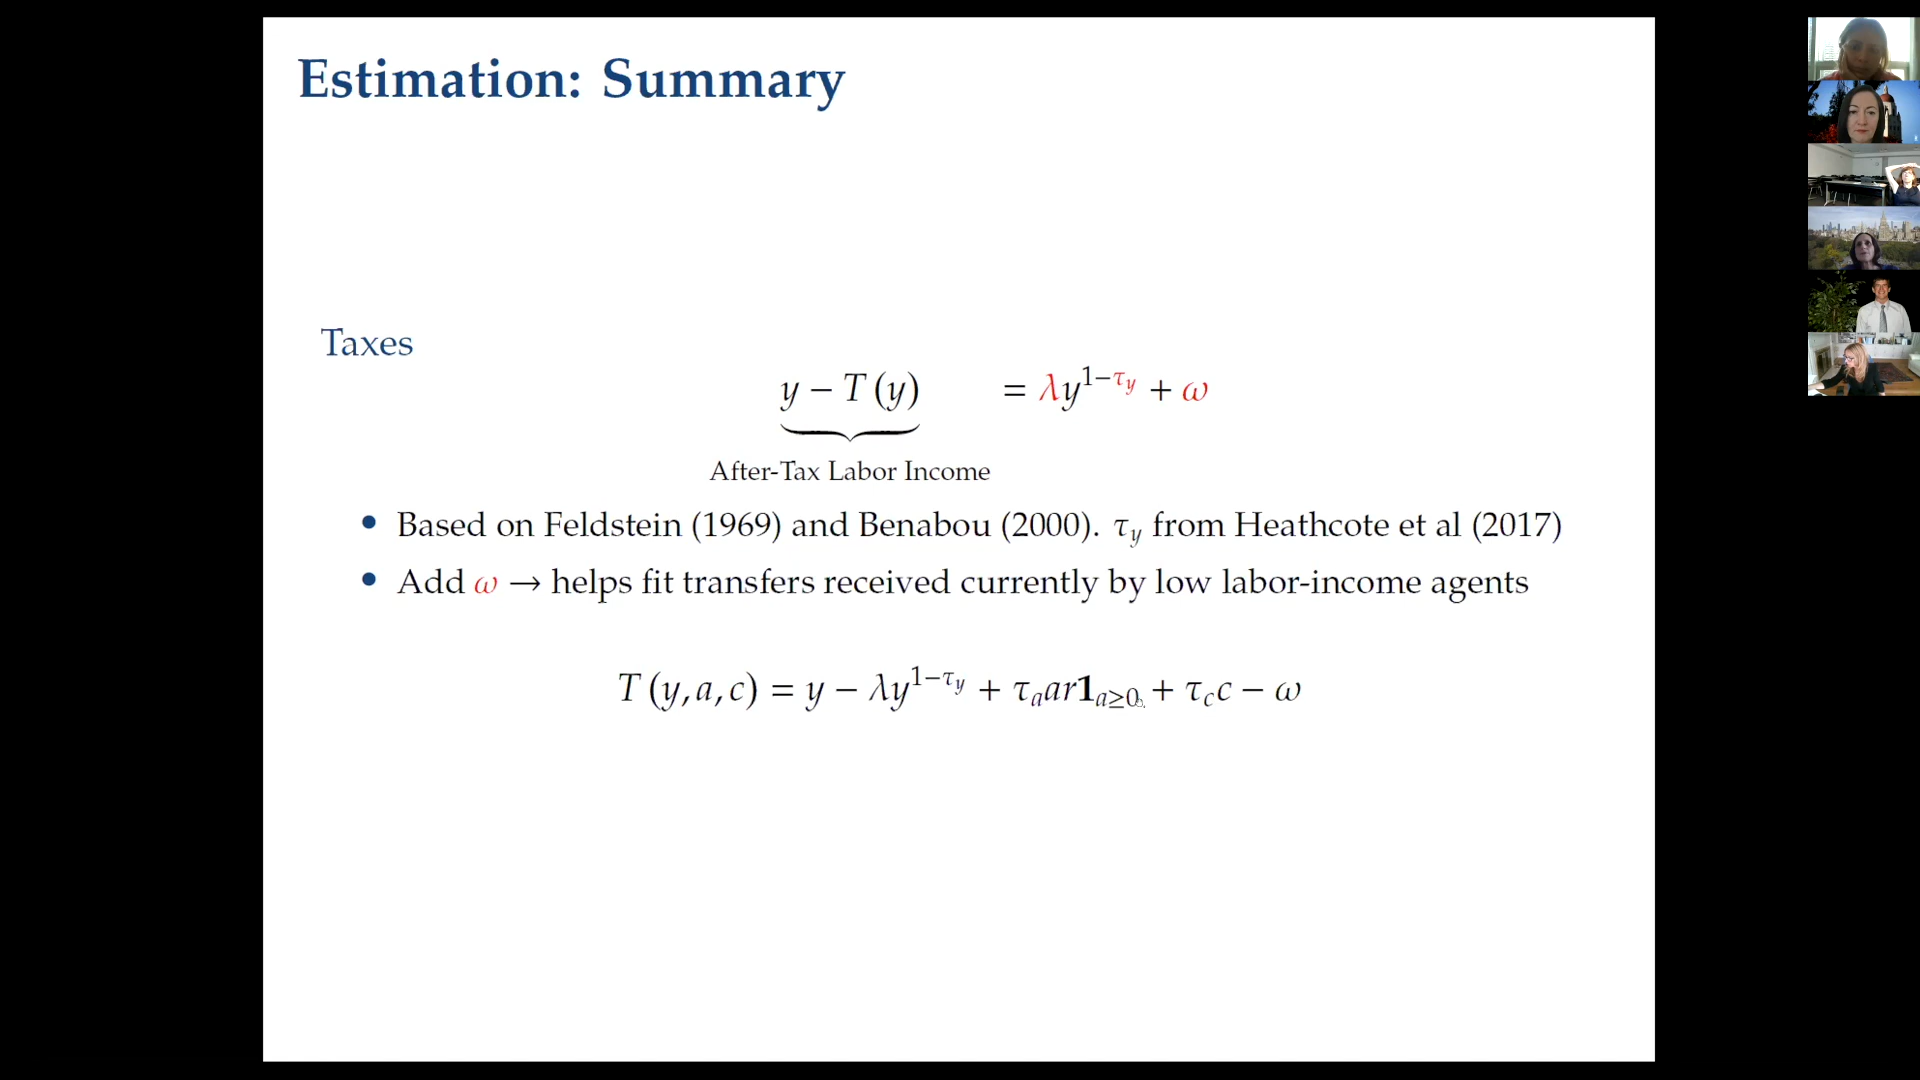 Estimation: Summary
Taxes
y − T (y) = λy^{1−τ_y} + ω
After-Tax Labor Income
• Based on Feldstein (1969) and Benabou (2000). τ_y from Heathcote et al (2017)
• Add ω → helps fit transfers received currently by low labor-income agents
T (y, a, c) = y − λy^{1−τ_y} + τ_a ar1_{a≥0} + τ_c c − ω